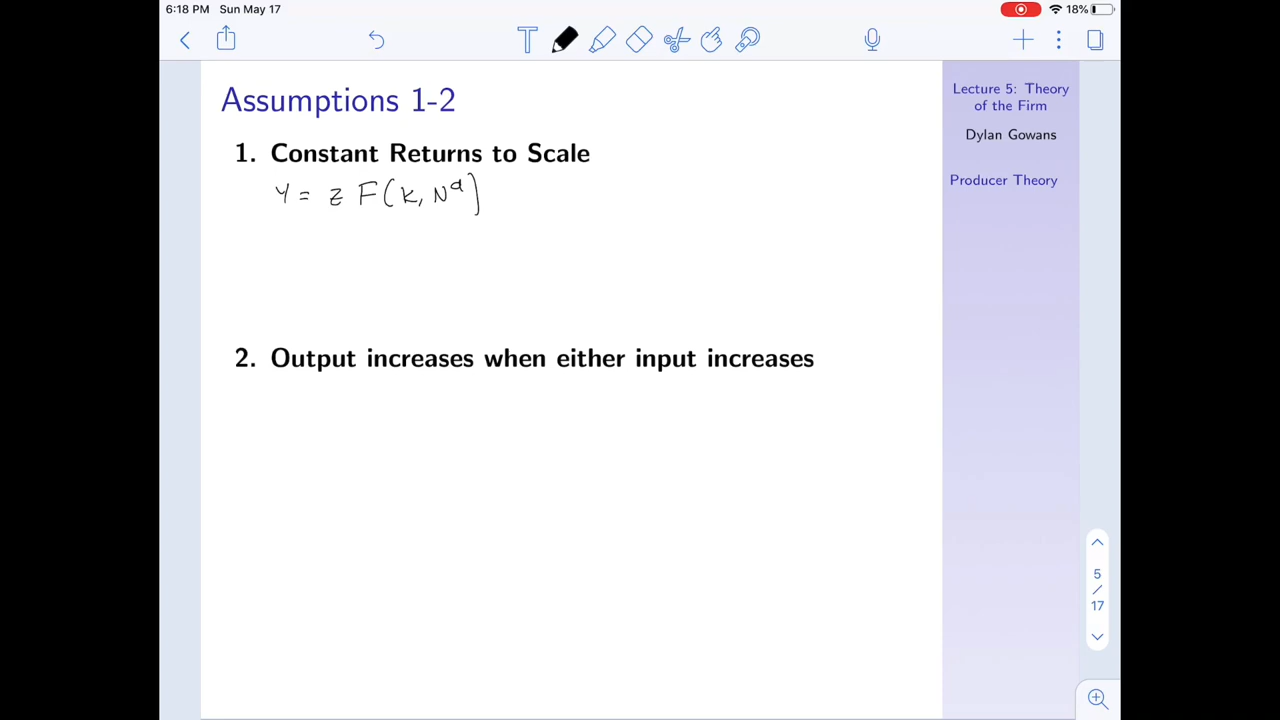 6:18 PM Sun May 17
18%
Assumptions 1-2
1. Constant Returns to Scale
Y = z F(K, N^d)
2. Output increases when either input increases
Lecture 5: Theory
of the Firm
Dylan Gowans
Producer Theory
5
/
17